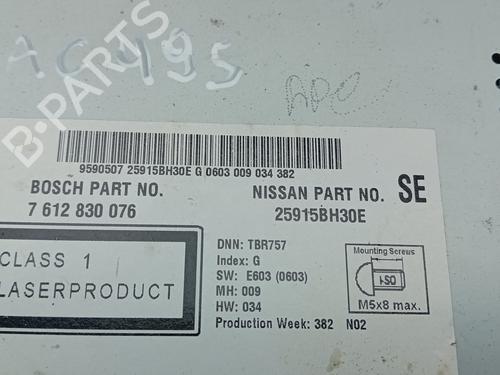 AC495
B-PARTS
9590507 25915BH30E G 0603 009 034 382
BOSCH PART NO.
7 612 830 076
NISSAN PART NO.
25915BH30E
SE
CLASS 1
LASERPRODUCT
DNN: TBR757
Index: G
SW: E603 (0603)
MH: 009
HW: 034
Production Week: 382 N02
Mounting Screws
ISO
M5x8 max.